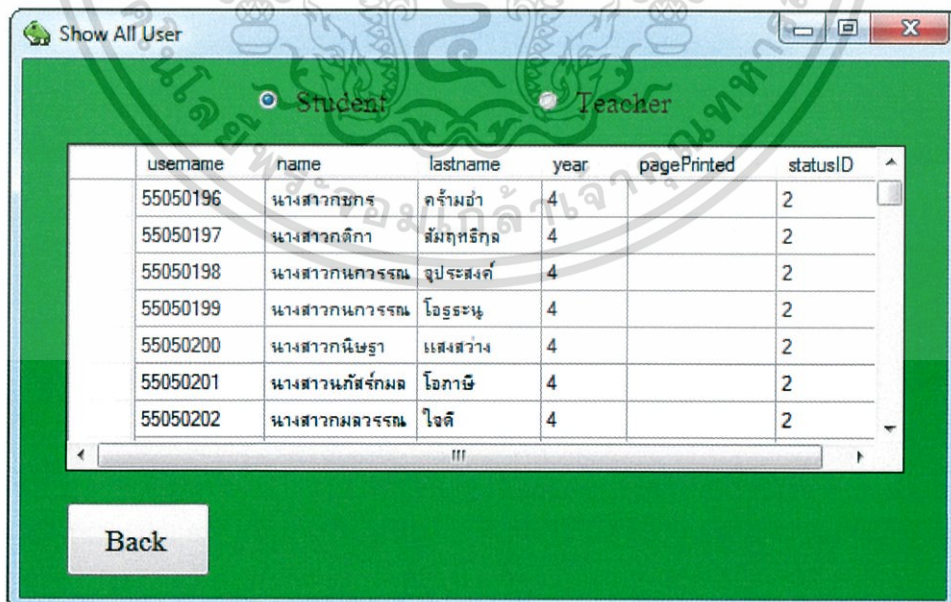 Show All User
Student Teacher
username name lastname year pagePrinted statusID
55050196 นางสาวกชกร คร้ามอ่ำ 4 2
55050197 นางสาวกติกา สัมฤทธิกุล 4 2
55050198 นางสาวกนกวรรณ อุประสงค์ 4 2
55050199 นางสาวกนกวรรณ โอธระนู 4 2
55050200 นางสาวกนิษฐา แสงสว่าง 4 2
55050201 นางสาวนภัสร์กมล โอภาษี 4 2
55050202 นางสาวกมลวรรณ ใจดี 4 2
Back